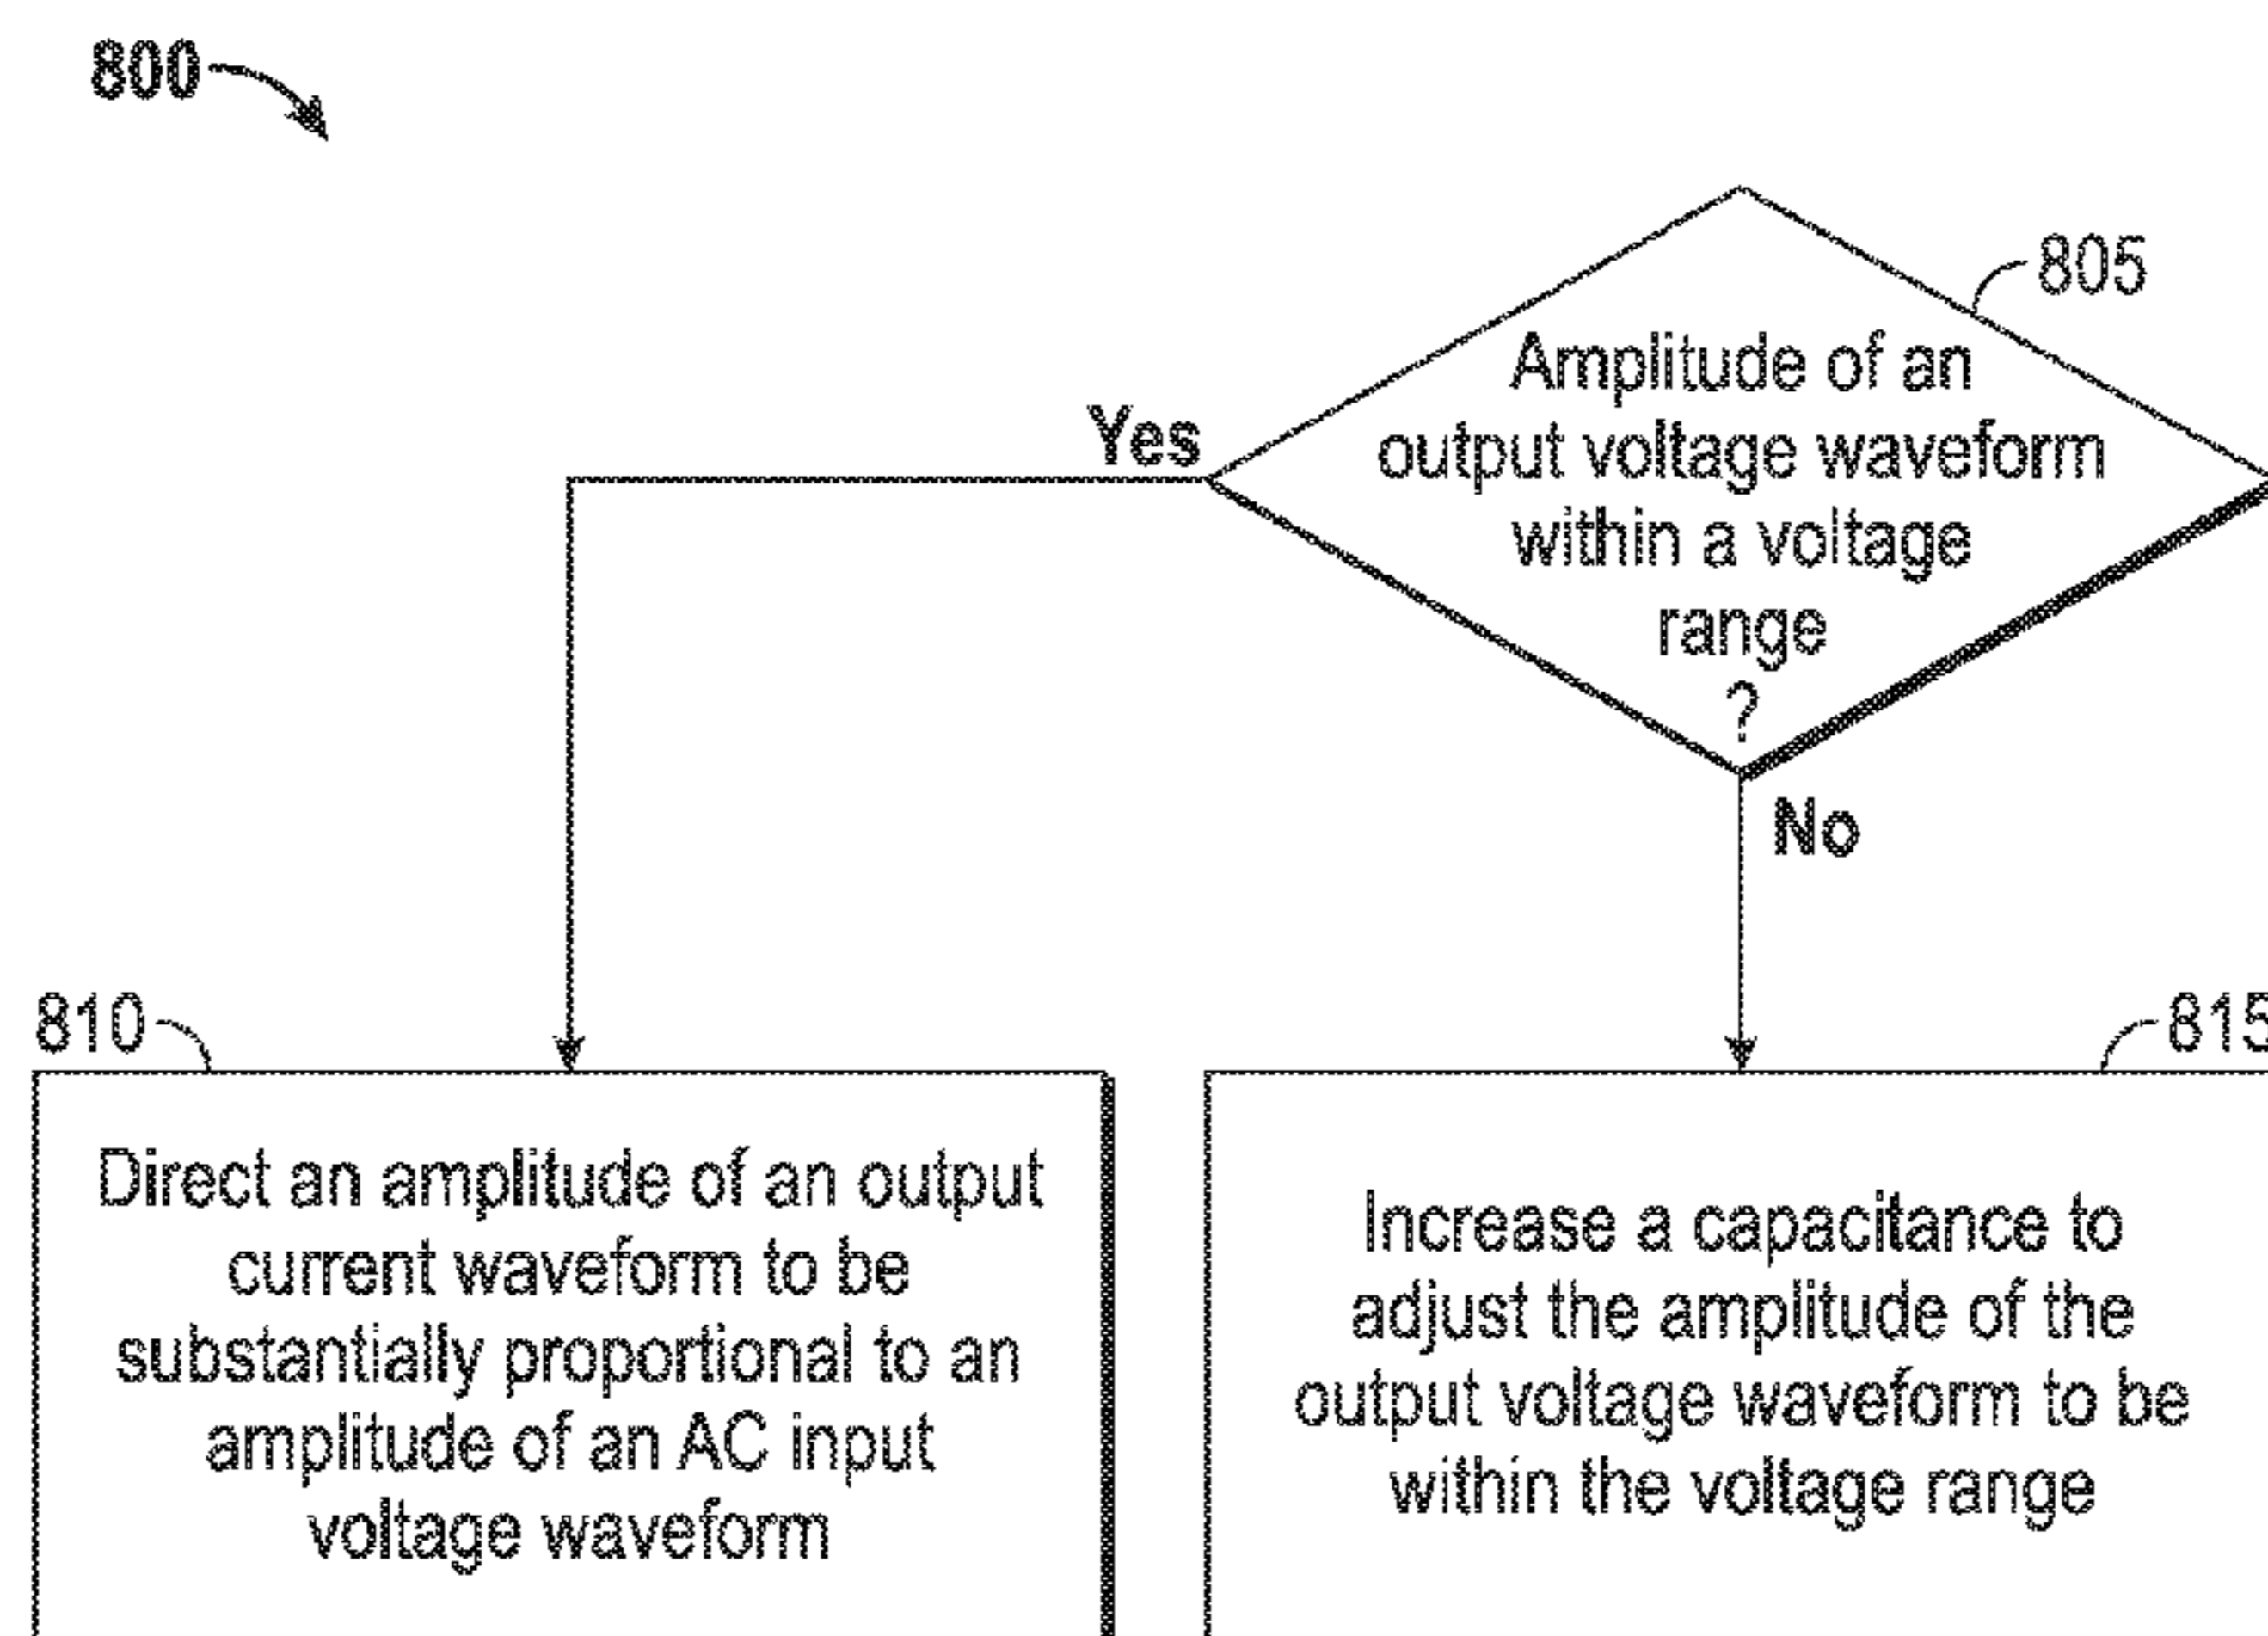 800
805
Amplitude of an
output voltage waveform
within a voltage
range
?
Yes
No
810
815
Direct an amplitude of an output
current waveform to be
substantially proportional to an
amplitude of an AC input
voltage waveform
Increase a capacitance to
adjust the amplitude of the
output voltage waveform to be
within the voltage range